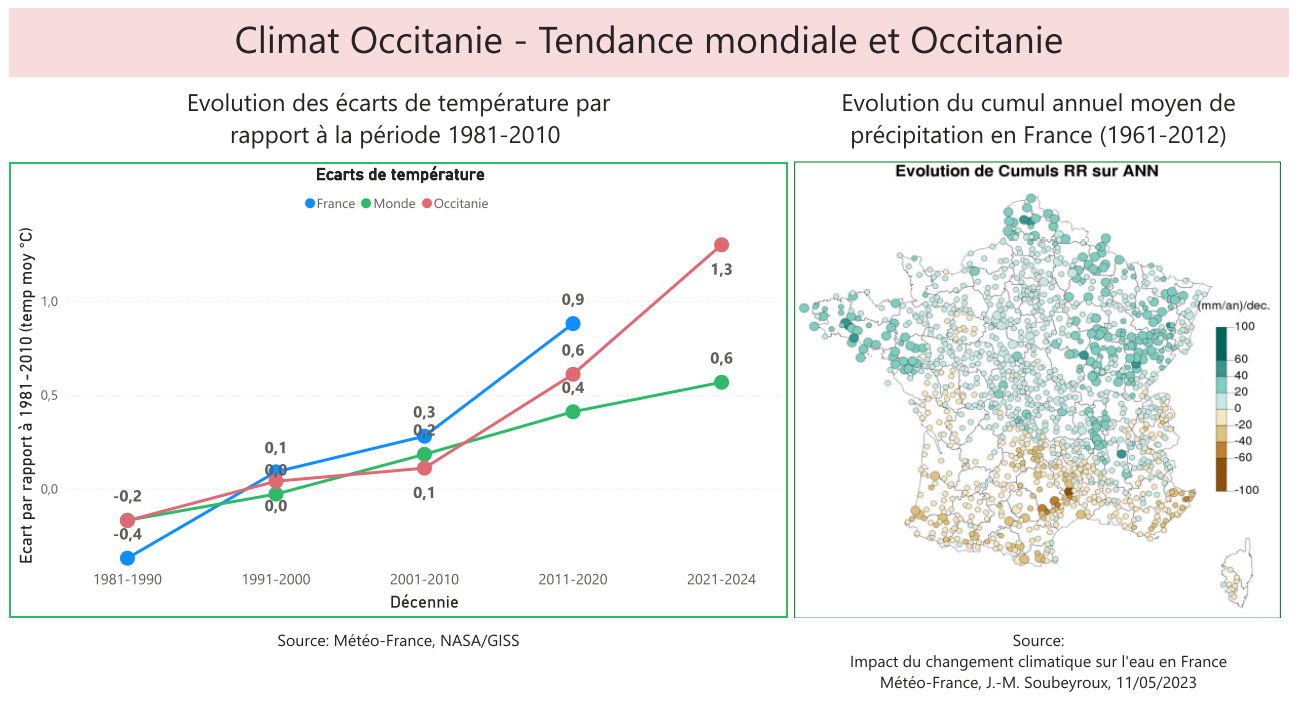 Climat Occitanie - Tendance mondiale et Occitanie
Evolution des écarts de température par
rapport à la période 1981-2010
Ecarts de température
France Monde Occitanie
Ecart par rapport à 1981-2010 (temp moy °C)
1,0
0,5
0,0
-0,2
-0,4
0,1
0,0
0,0
0,3
0,2
0,1
0,9
0,6
0,4
1,3
0,6
1981-1990 1991-2000 2001-2010 2011-2020 2021-2024
Décennie
Source: Météo-France, NASA/GISS
Evolution du cumul annuel moyen de
précipitation en France (1961-2012)
Evolution de Cumuls RR sur ANN
(mm/an)/dec.
100
60
40
20
0
-20
-40
-60
-100
Source:
Impact du changement climatique sur l'eau en France
Météo-France, J.-M. Soubeyroux, 11/05/2023